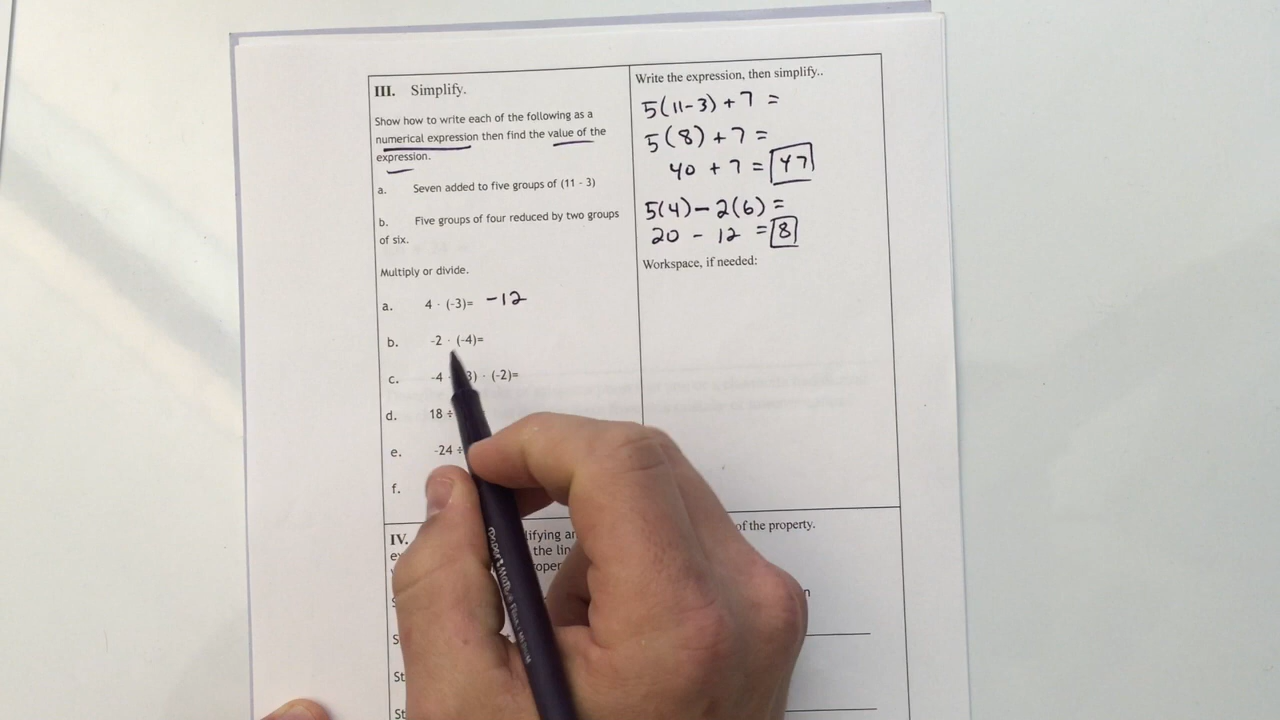 III. Simplify.
Show how to write each of the following as a
numerical expression then find the value of the
expression.
a. Seven added to five groups of (11 - 3)
b. Five groups of four reduced by two groups
of six.
Multiply or divide.
a. 4 · (-3)= -12
b. -2 · (-4)=
c. -4 3) · (-2)=
d. 18 ÷
e. -24 ÷
f.
Write the expression, then simplify..
5(11-3)+7 =
5(8)+7 =
40 + 7 = 47
5(4)-2(6) =
20 - 12 = 8
Workspace, if needed:
IV.
the
of the property.